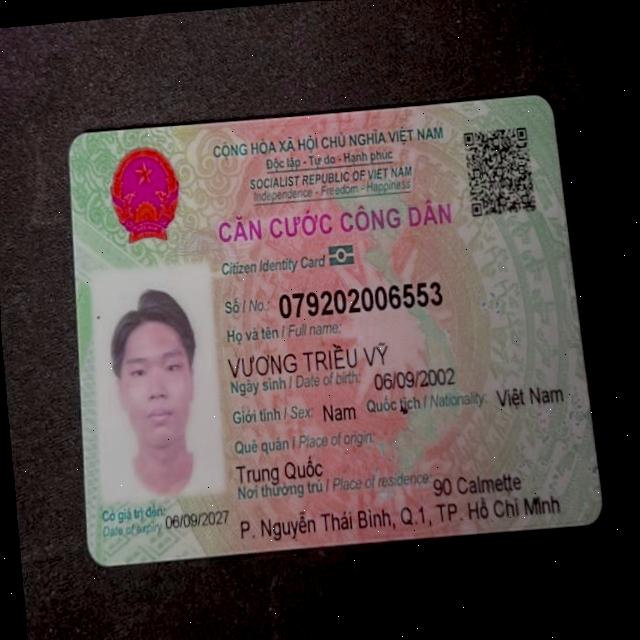 CỘNG HÒA XÃ HỘI CHỦ NGHĨA VIỆT NAM
Độc lập - Tự do - Hạnh phúc
SOCIALIST REPUBLIC OF VIET NAM
Independence - Freedom - Happiness
CĂN CƯỚC CÔNG DÂN
Citizen Identity Card
Số / No.: 079202006553
Họ và tên / Full name:
VƯƠNG TRIỀU VỸ
Ngày sinh / Date of birth: 06/09/2002
Giới tính / Sex: Nam Quốc tịch / Nationality: Việt Nam
Quê quán / Place of origin:
Trung Quốc
Nơi thường trú / Place of residence: 90 Calmette
P. Nguyễn Thái Bình, Q.1, TP. Hồ Chí Minh
Có giá trị đến: 06/09/2027
Date of expiry